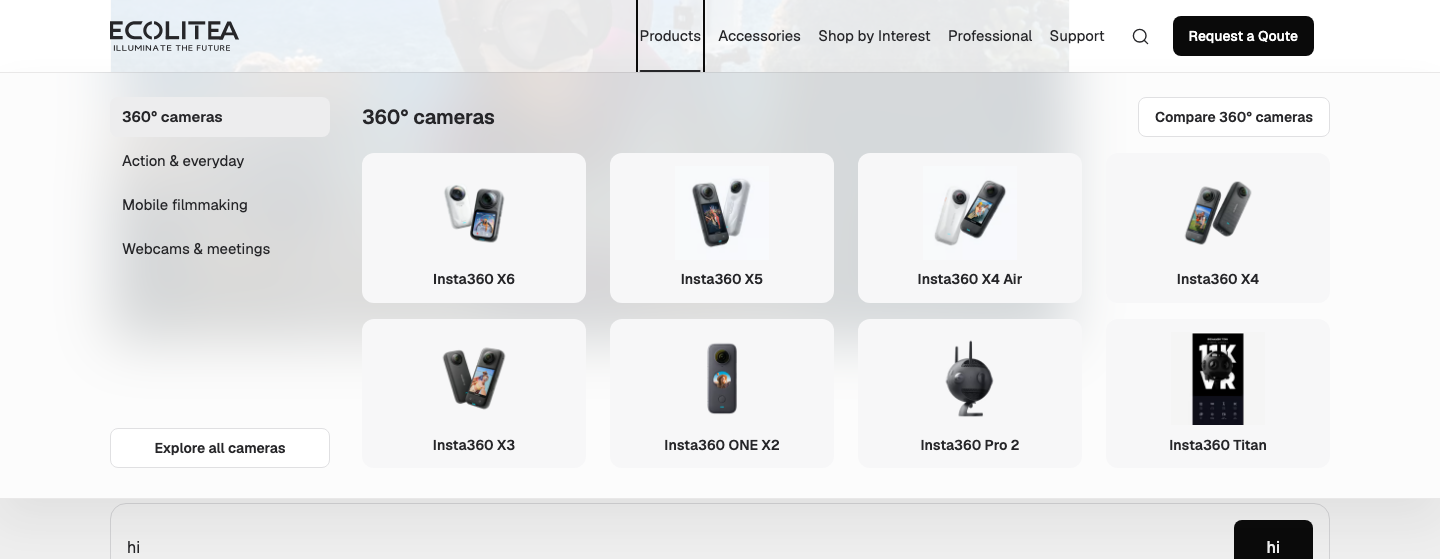 ECOLITEA
ILLUMINATE THE FUTURE
Products
Accessories
Shop by Interest
Professional
Support
Request a Qoute
360° cameras
Action & everyday
Mobile filmmaking
Webcams & meetings
Explore all cameras
360° cameras
Compare 360° cameras
Insta360 X6
Insta360 X5
Insta360 X4 Air
Insta360 X4
Insta360 X3
Insta360 ONE X2
Insta360 Pro 2
11K
VR
Insta360 Titan
hi
hi